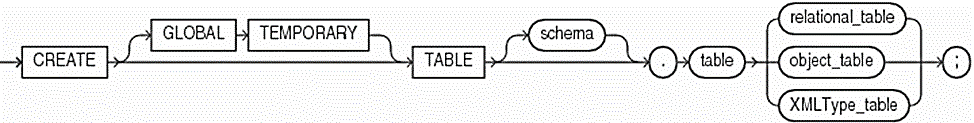 CREATE GLOBAL TEMPORARY TABLE schema . table relational_table
object_table
XMLType_table
;